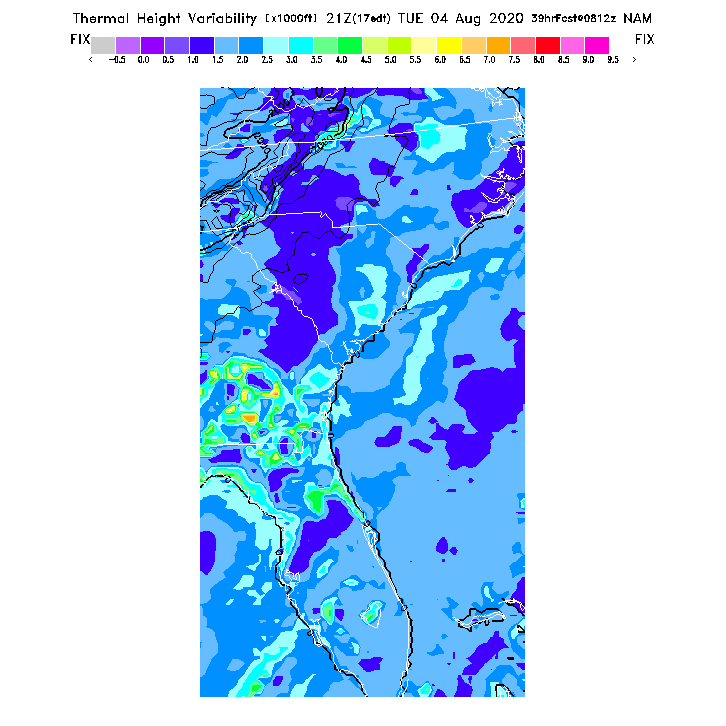 Thermal Height Variability [x1000ft] 21Z(17edt) TUE 04 Aug 2020 39hrFcst@0812z NAM
FIX FIX
< -0.5 0.0 0.5 1.0 1.5 2.0 2.5 3.0 3.5 4.0 4.5 5.0 5.5 6.0 6.5 7.0 7.5 8.0 8.5 9.0 9.5 >